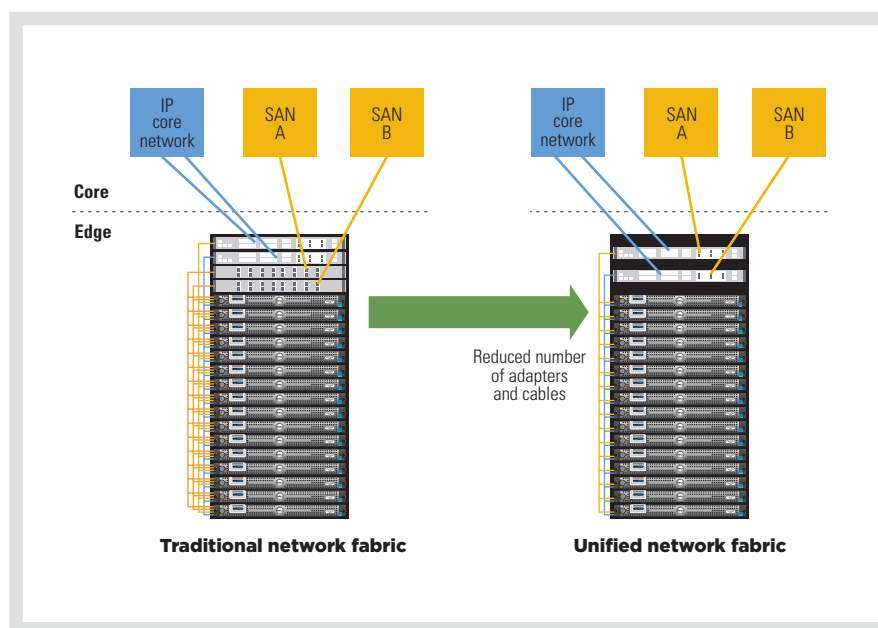 IP
core
network
SAN
A
SAN
B
IP
core
network
SAN
A
SAN
B
Core
Edge
Reduced number
of adapters
and cables
Traditional network fabric
Unified network fabric